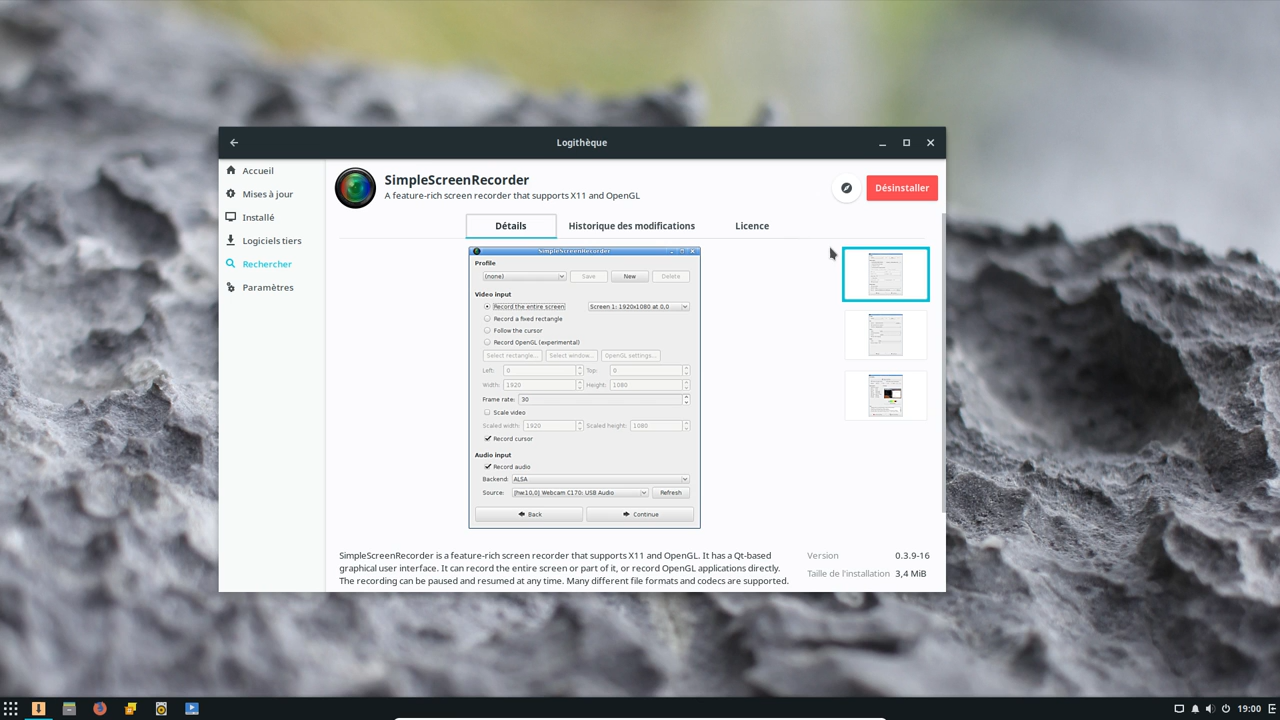 Logithèque
Accueil
Mises à jour
Installé
Logiciels tiers
Rechercher
Paramètres
SimpleScreenRecorder
A feature-rich screen recorder that supports X11 and OpenGL
Désinstaller
Détails
Historique des modifications
Licence
SimpleScreenRecorder
Profile
(none)
Save
New
Delete
Video input
Record the entire screen
Screen 1: 1920x1080 at 0,0
Record a fixed rectangle
Follow the cursor
Record OpenGL (experimental)
Select rectangle...
Select window...
OpenGL settings...
Left: 0
Top: 0
Width: 1920
Height: 1080
Frame rate: 30
Scale video
Scaled width: 1920
Scaled height: 1080
Record cursor
Audio input
Record audio
Backend: ALSA
Source: [hw:10,0] Webcam C170: USB Audio
Refresh
Back
Continue
SimpleScreenRecorder is a feature-rich screen recorder that supports X11 and OpenGL. It has a Qt-based
graphical user interface. It can record the entire screen or part of it, or record OpenGL applications directly.
The recording can be paused and resumed at any time. Many different file formats and codecs are supported.
Version 0.3.9-16
Taille de l'installation 3,4 MiB
19:00